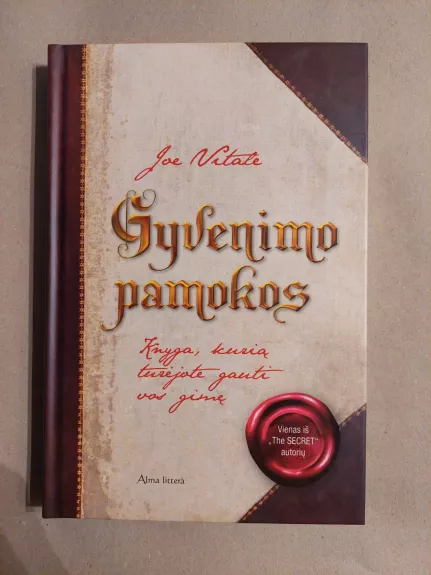 Joe Vitale
Gyvenimo
pamokos
Knyga, kurią
turėjote gauti
vos gimę
Vienas iš
„The SECRET“
autorių
Alma littera